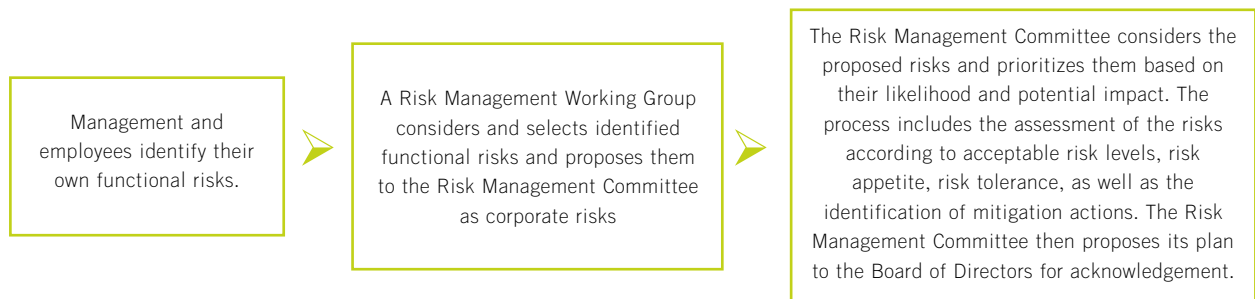 Management and
employees identify their
own functional risks.
A Risk Management Working Group
considers and selects identified
functional risks and proposes them
to the Risk Management Committee
as corporate risks
The Risk Management Committee considers the
proposed risks and prioritizes them based on
their likelihood and potential impact. The
process includes the assessment of the risks
according to acceptable risk levels, risk
appetite, risk tolerance, as well as the
identification of mitigation actions. The Risk
Management Committee then proposes its plan
to the Board of Directors for acknowledgement.